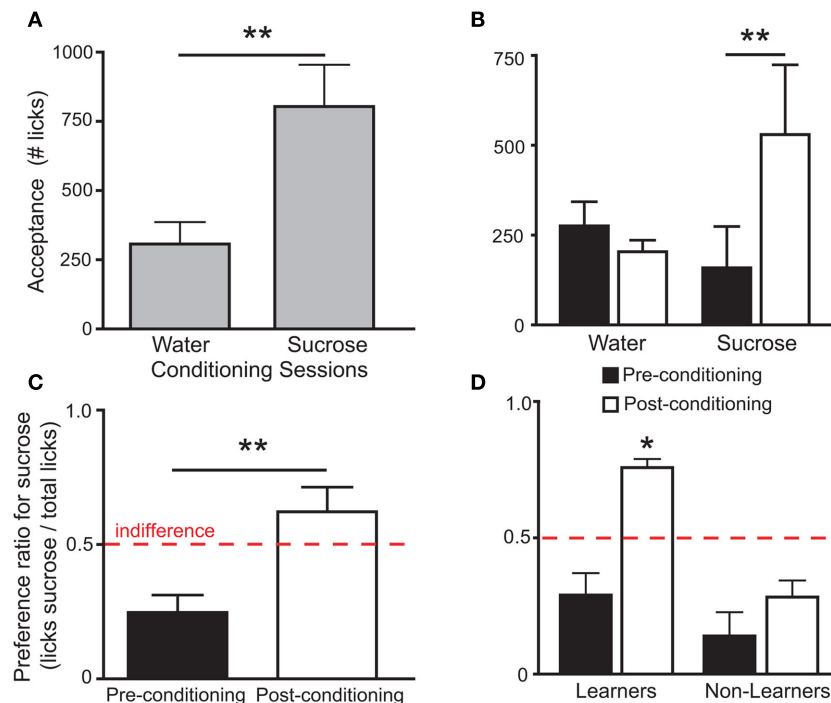 A
Acceptance (# licks)
1000
750
500
250
0
**
Water
Sucrose
Conditioning Sessions
B
750
500
250
0
**
Water
Sucrose
Pre-conditioning
Post-conditioning
C
Preference ratio for sucrose
(licks sucrose / total licks)
1.0
0.5
0
**
indifference
Pre-conditioning
Post-conditioning
D
1.0
0.5
0
*
Learners
Non-Learners